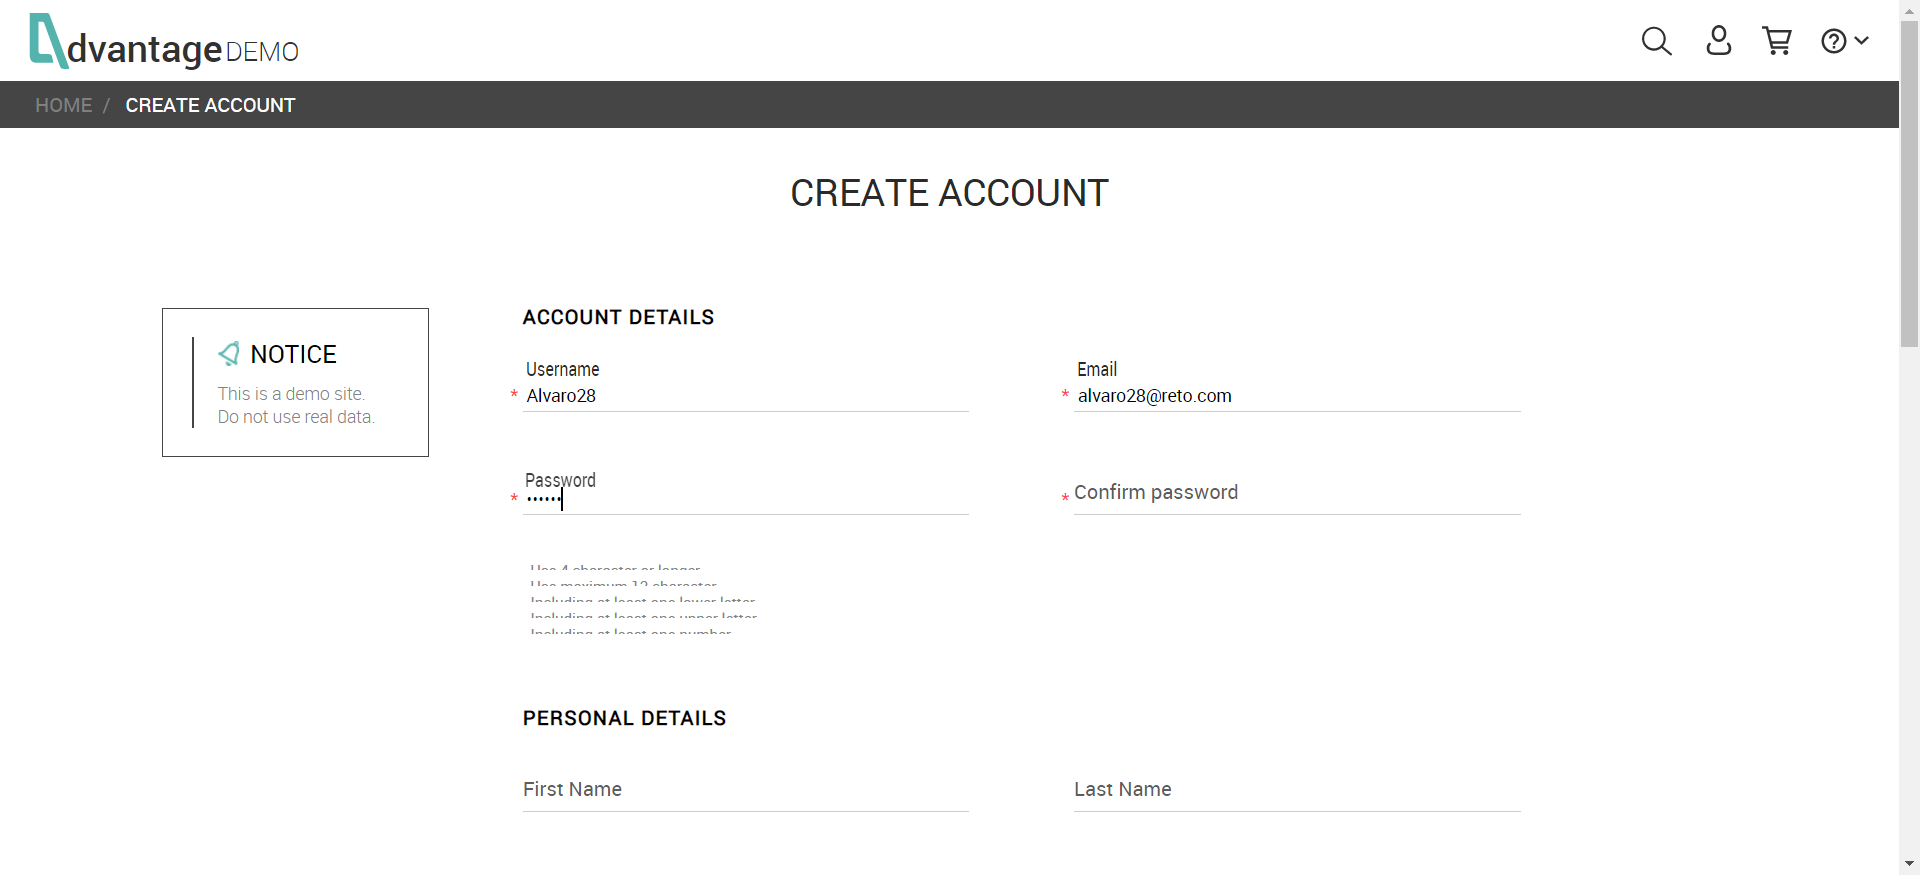 dvantage DEMO
HOME / CREATE ACCOUNT
CREATE ACCOUNT
NOTICE
This is a demo site.
Do not use real data.
ACCOUNT DETAILS
Username
* Alvaro28
Email
* alvaro28@reto.com
Password
* ••••••
* Confirm password
Use 4 character or longer
Use maximum 12 character
Including at least one lower letter
Including at least one upper letter
Including at least one number
PERSONAL DETAILS
First Name
Last Name